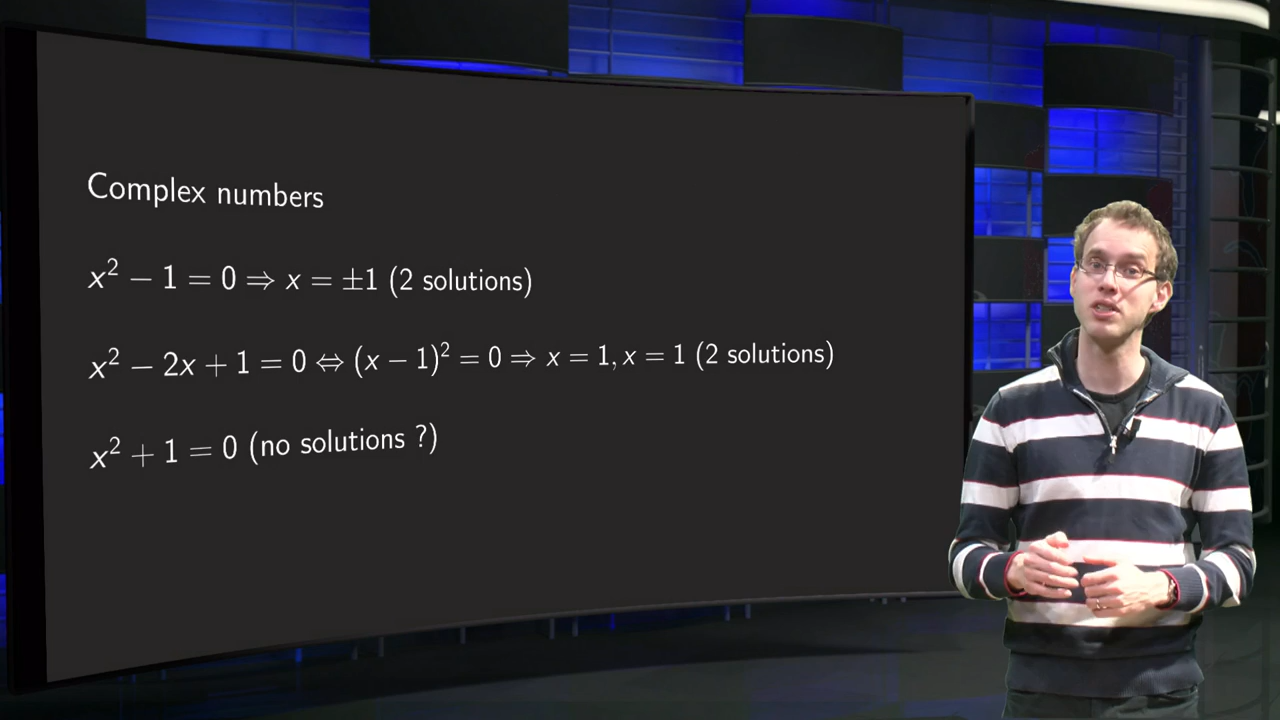 Complex numbers
x² − 1 = 0 ⇒ x = ±1 (2 solutions)
x² − 2x + 1 = 0 ⇔ (x − 1)² = 0 ⇒ x = 1, x = 1 (2 solutions)
x² + 1 = 0 (no solutions ?)